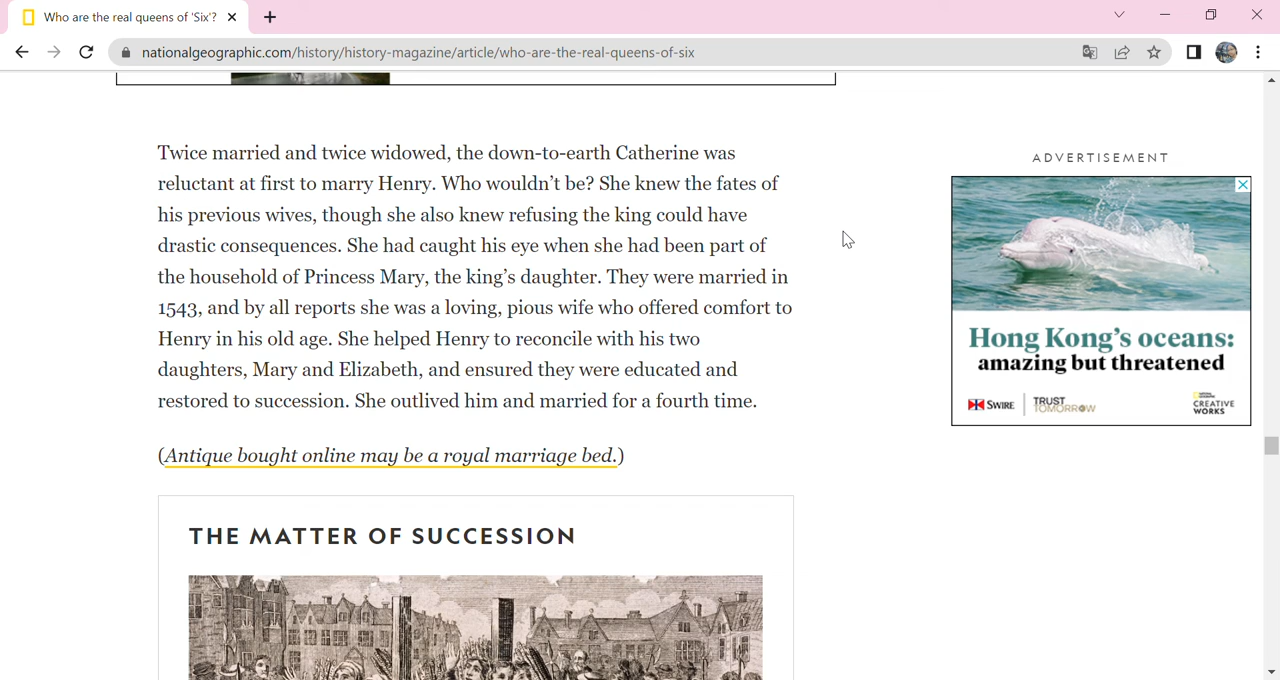 Who are the real queens of 'Six'?
nationalgeographic.com/history/history-magazine/article/who-are-the-real-queens-of-six
Twice married and twice widowed, the down-to-earth Catherine was
reluctant at first to marry Henry. Who wouldn't be? She knew the fates of
his previous wives, though she also knew refusing the king could have
drastic consequences. She had caught his eye when she had been part of
the household of Princess Mary, the king's daughter. They were married in
1543, and by all reports she was a loving, pious wife who offered comfort to
Henry in his old age. She helped Henry to reconcile with his two
daughters, Mary and Elizabeth, and ensured they were educated and
restored to succession. She outlived him and married for a fourth time.
(Antique bought online may be a royal marriage bed.)
THE MATTER OF SUCCESSION
ADVERTISEMENT
Hong Kong's oceans:
amazing but threatened
SWIRE
TRUST
TOMORROW
NATIONAL
GEOGRAPHIC
CREATIVE
WORKS